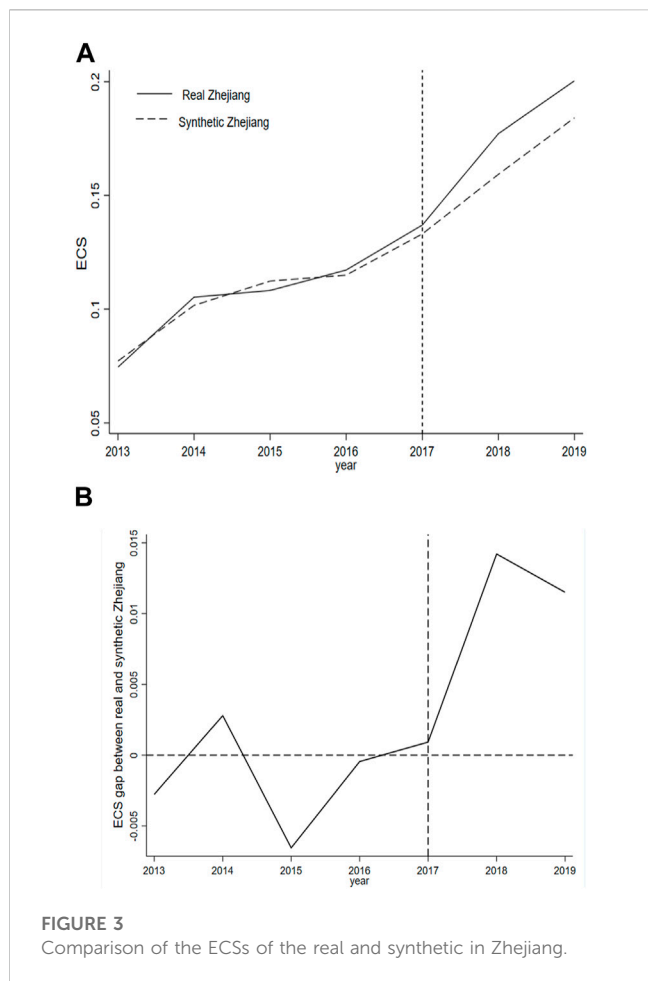 A
ECS
0.2
0.15
0.1
0.05
Real Zhejiang
Synthetic Zhejiang
2013 2014 2015 2016 2017 2018 2019
year
B
ECS gap between real and synthetic Zhejiang
0.015
0.01
0.005
0
-0.005
2013 2014 2015 2016 2017 2018 2019
year
FIGURE 3
Comparison of the ECSs of the real and synthetic in Zhejiang.